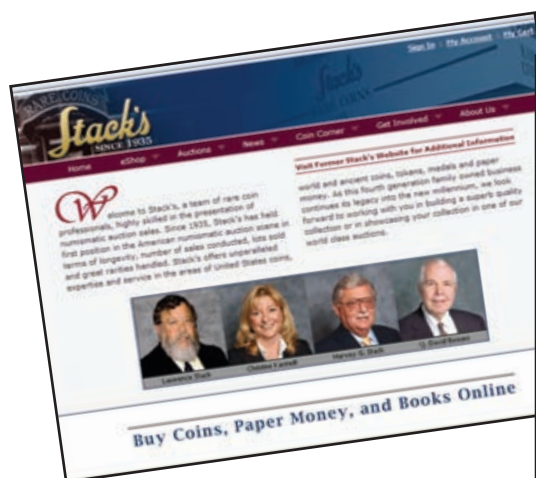 Sign In My Account My Cart
RARE COINS
Stack's
SINCE 1935
Stack's
COINS
Home eShop Auctions News Coin Corner Get Involved About Us
Welcome to Stack's, a team of rare coin
professionals, highly skilled in the presentation of
numismatic auction sales. Since 1935, Stack's has held
first position in the American numismatic auction scene in
terms of longevity, number of sales conducted, lots sold
and great rarities handled. Stack's offers unparalleled
expertise and service in the areas of United States coins,
Visit Former Stack's Website for Additional Information
world and ancient coins, tokens, medals and paper
money. As this fourth generation family owned business
continues its legacy into the new millennium, we look
forward to working with you in building a superb quality
collection or in showcasing your collection in one of our
world class auctions.
Lawrence Stack Christine Karstedt Harvey G. Stack Q. David Bowers
Buy Coins, Paper Money, and Books Online